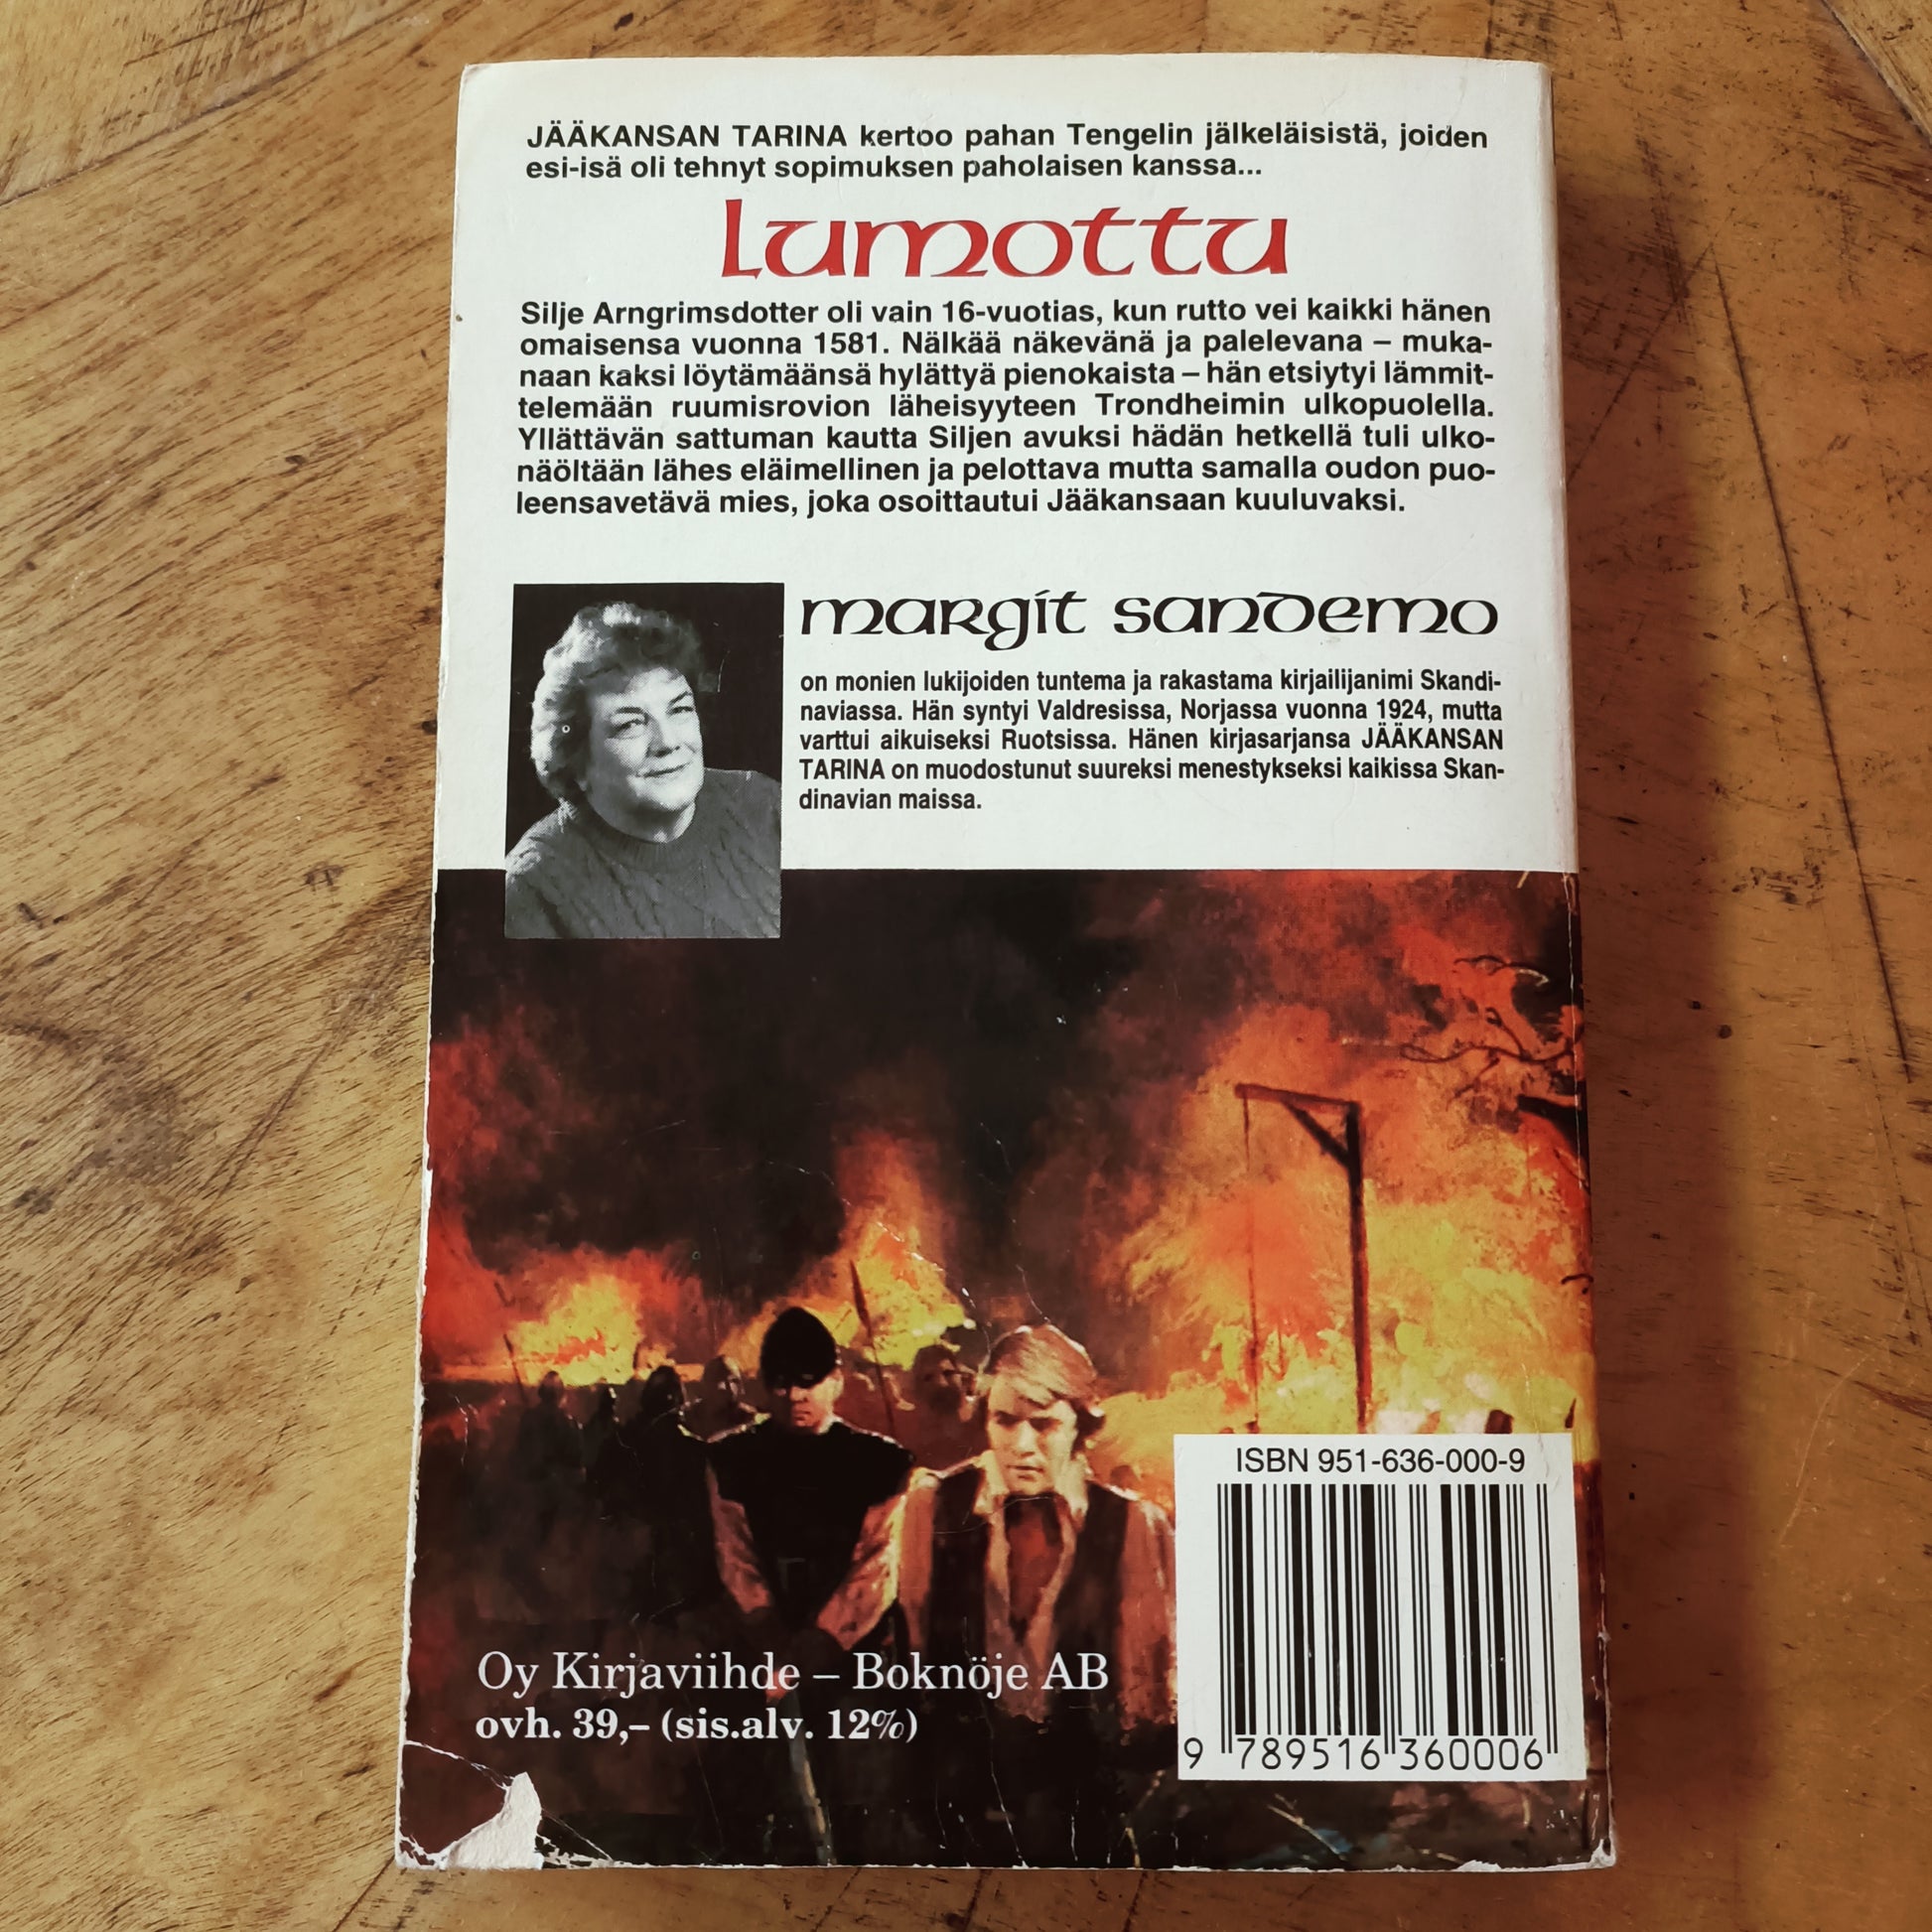 JÄÄKANSAN TARINA kertoo pahan Tengelin jälkeläisistä, joiden
esi-isä oli tehnyt sopimuksen paholaisen kanssa...
Lumottu
Silje Arngrimsdotter oli vain 16-vuotias, kun rutto vei kaikki hänen
omaisensa vuonna 1581. Nälkää näkevänä ja palelevana – muka-
naan kaksi löytämäänsä hylättyä pienokaista – hän etsiytyi lämmit-
telemään ruumisrovion läheisyyteen Trondheimin ulkopuolella.
Yllättävän sattuman kautta Siljen avuksi hädän hetkellä tuli ulko-
näöltään lähes eläimellinen ja pelottava mutta samalla oudon puo-
leensavetävä mies, joka osoittautui Jääkansaan kuuluvaksi.
margit sandemo
on monien lukijoiden tuntema ja rakastama kirjailijanimi Skandi-
naviassa. Hän syntyi Valdresissa, Norjassa vuonna 1924, mutta
varttui aikuiseksi Ruotsissa. Hänen kirjasarjansa JÄÄKANSAN
TARINA on muodostunut suureksi menestykseksi kaikissa Skan-
dinavian maissa.
ISBN 951-636-000-9
9 789516 360006
Oy Kirjaviihde – Boknöje AB
ovh. 39,– (sis.alv. 12%)